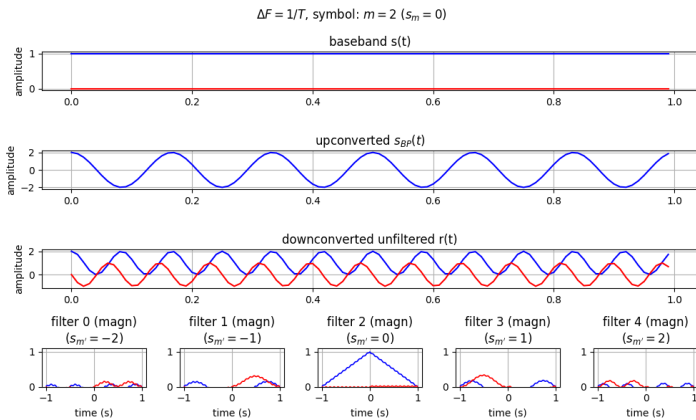 ΔF = 1/T, symbol: m = 2 (sₘ = 0)
baseband s(t)
amplitude
1
0
0.0 0.2 0.4 0.6 0.8 1.0
upconverted s_BP(t)
amplitude
2
0
−2
0.0 0.2 0.4 0.6 0.8 1.0
downconverted unfiltered r(t)
amplitude
2
0
0.0 0.2 0.4 0.6 0.8 1.0
filter 0 (magn) filter 1 (magn) filter 2 (magn) filter 3 (magn) filter 4 (magn)
(s_m′ = −2) (s_m′ = −1) (s_m′ = 0) (s_m′ = 1) (s_m′ = 2)
1 1 1 1 1
0 0 0 0 0
−1 0 1 −1 0 1 −1 0 1 −1 0 1 −1 0 1
time (s) time (s) time (s) time (s) time (s)